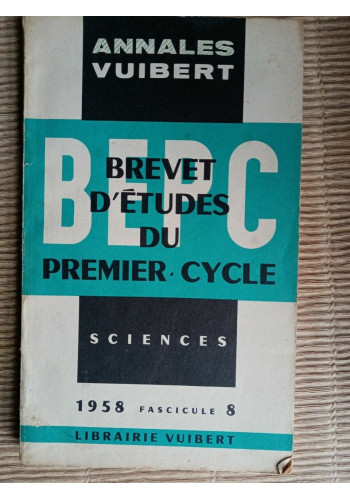 ANNALES
VUIBERT
BEPC
BREVET
D'ÉTUDES
DU
PREMIER · CYCLE
SCIENCES
1958 FASCICULE 8
LIBRAIRIE VUIBERT